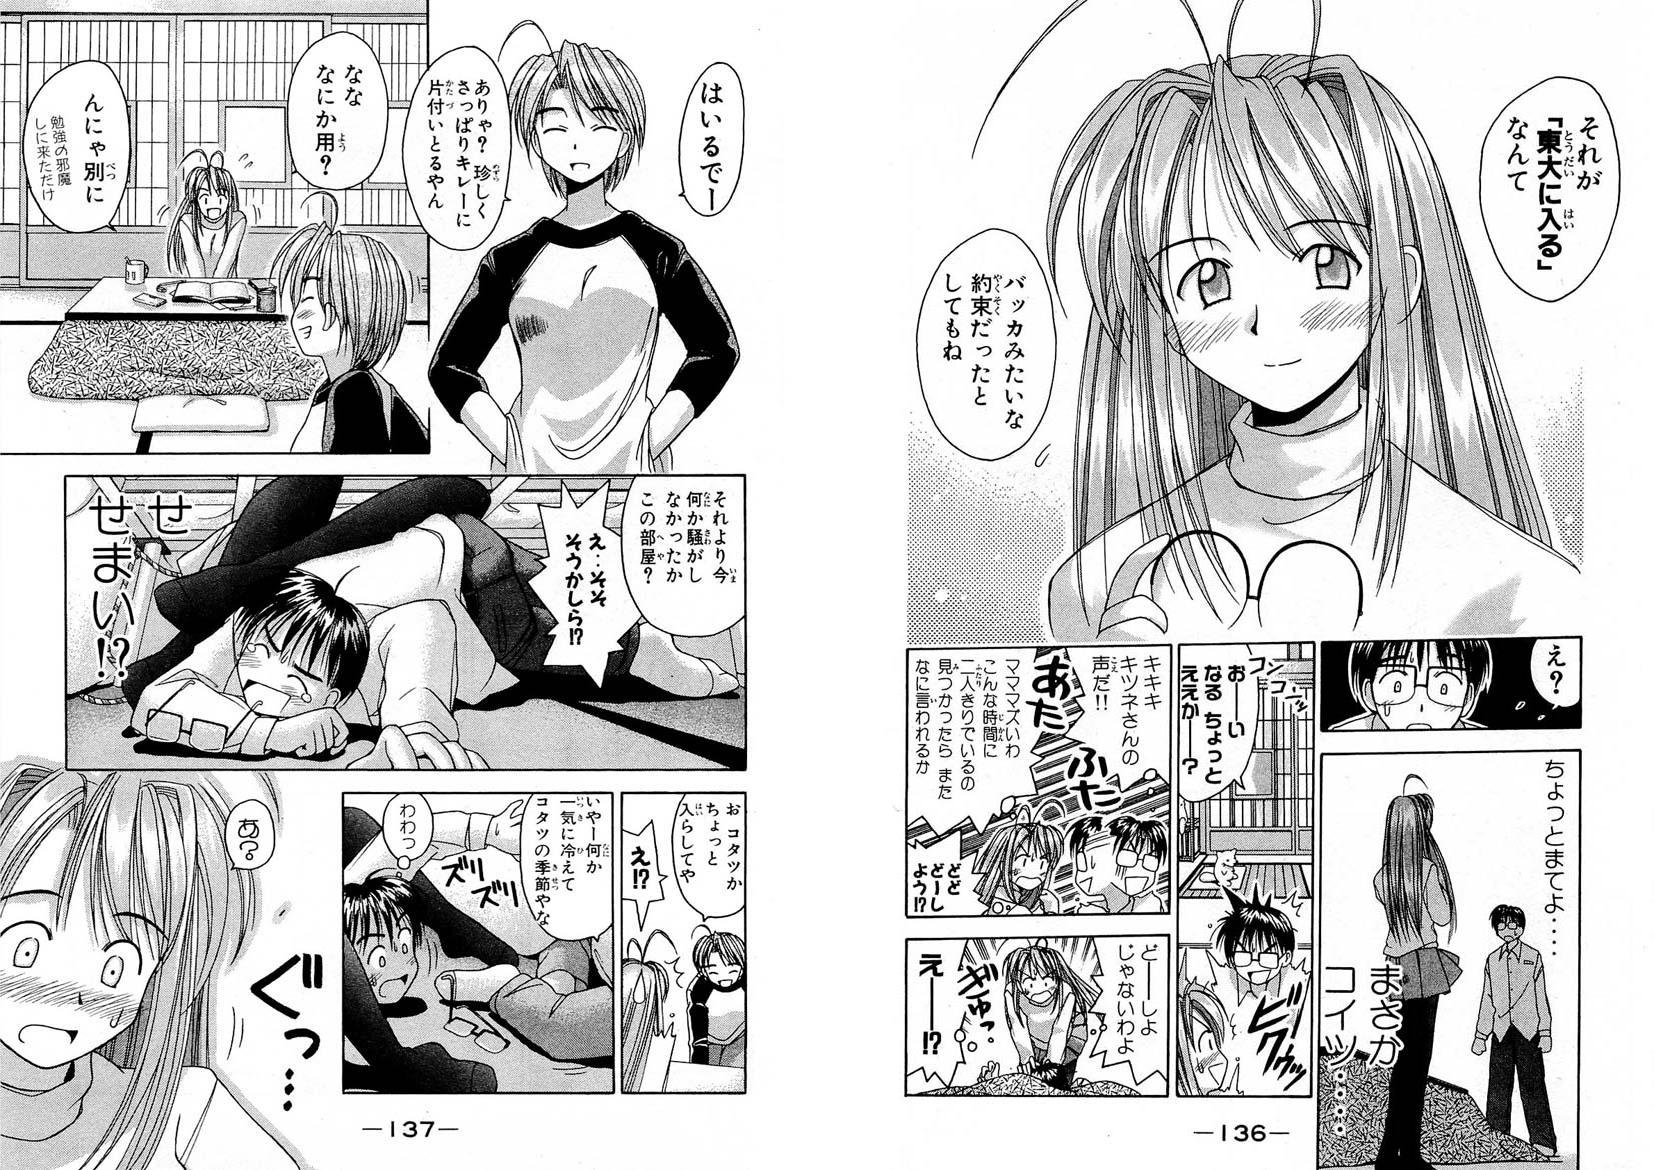 それが
「東大に入る」
なんて
バッカみたいな
約束だったと
してもね
え?
ちょっとまてよ‥‥
まさか
コイツ‥‥‥
コンコン
おーーい
なる ちょっと
ええかーーー?
ビクゥッ
キキキ
キツネさんの
声だ!!
あたふた
ママママズいわ
こんな時間に
二人きりでいるの
見つかったら また
なに言われるか
どど
どーし
よう!?
どーーしよ
じゃないわよ
ぎゅっ
えーーー!?
―136―
はいるでー
ありゃ? 珍しく
さっぱりキレーに
片付いとるやん
なな
なにか用?
んにゃ別に
勉強の邪魔
しに来ただけ
それより今
何か騒がし
なかったか
この部屋?
え‥そそ
そうかしら!?
せ
せまい!?
お コタツか
ちょっと
入らしてや
え!?
いやー何か
一気に冷えて
コタツの季節やな
わわっ
ズリズリ
あ?
ぐっ‥‥
―137―